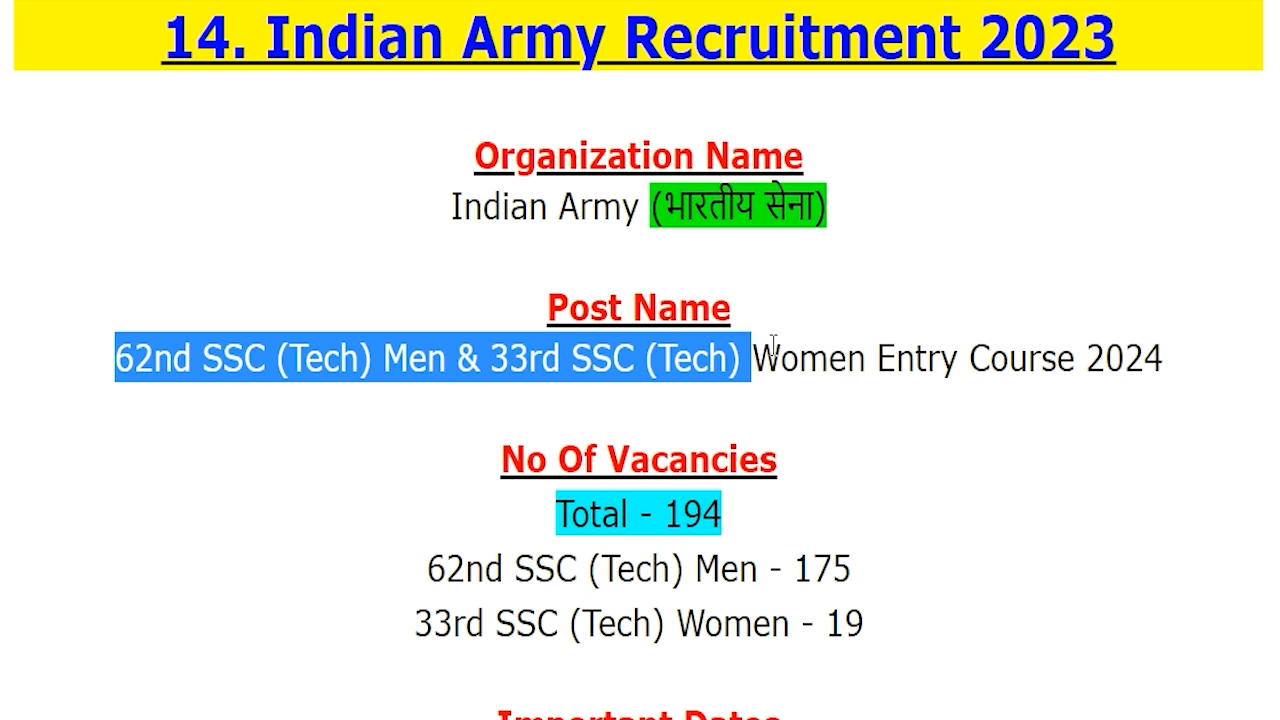 14. Indian Army Recruitment 2023
Organization Name
Indian Army (भारतीय सेना)
Post Name
62nd SSC (Tech) Men & 33rd SSC (Tech) Women Entry Course 2024
No Of Vacancies
Total - 194
62nd SSC (Tech) Men - 175
33rd SSC (Tech) Women - 19
Important Dates